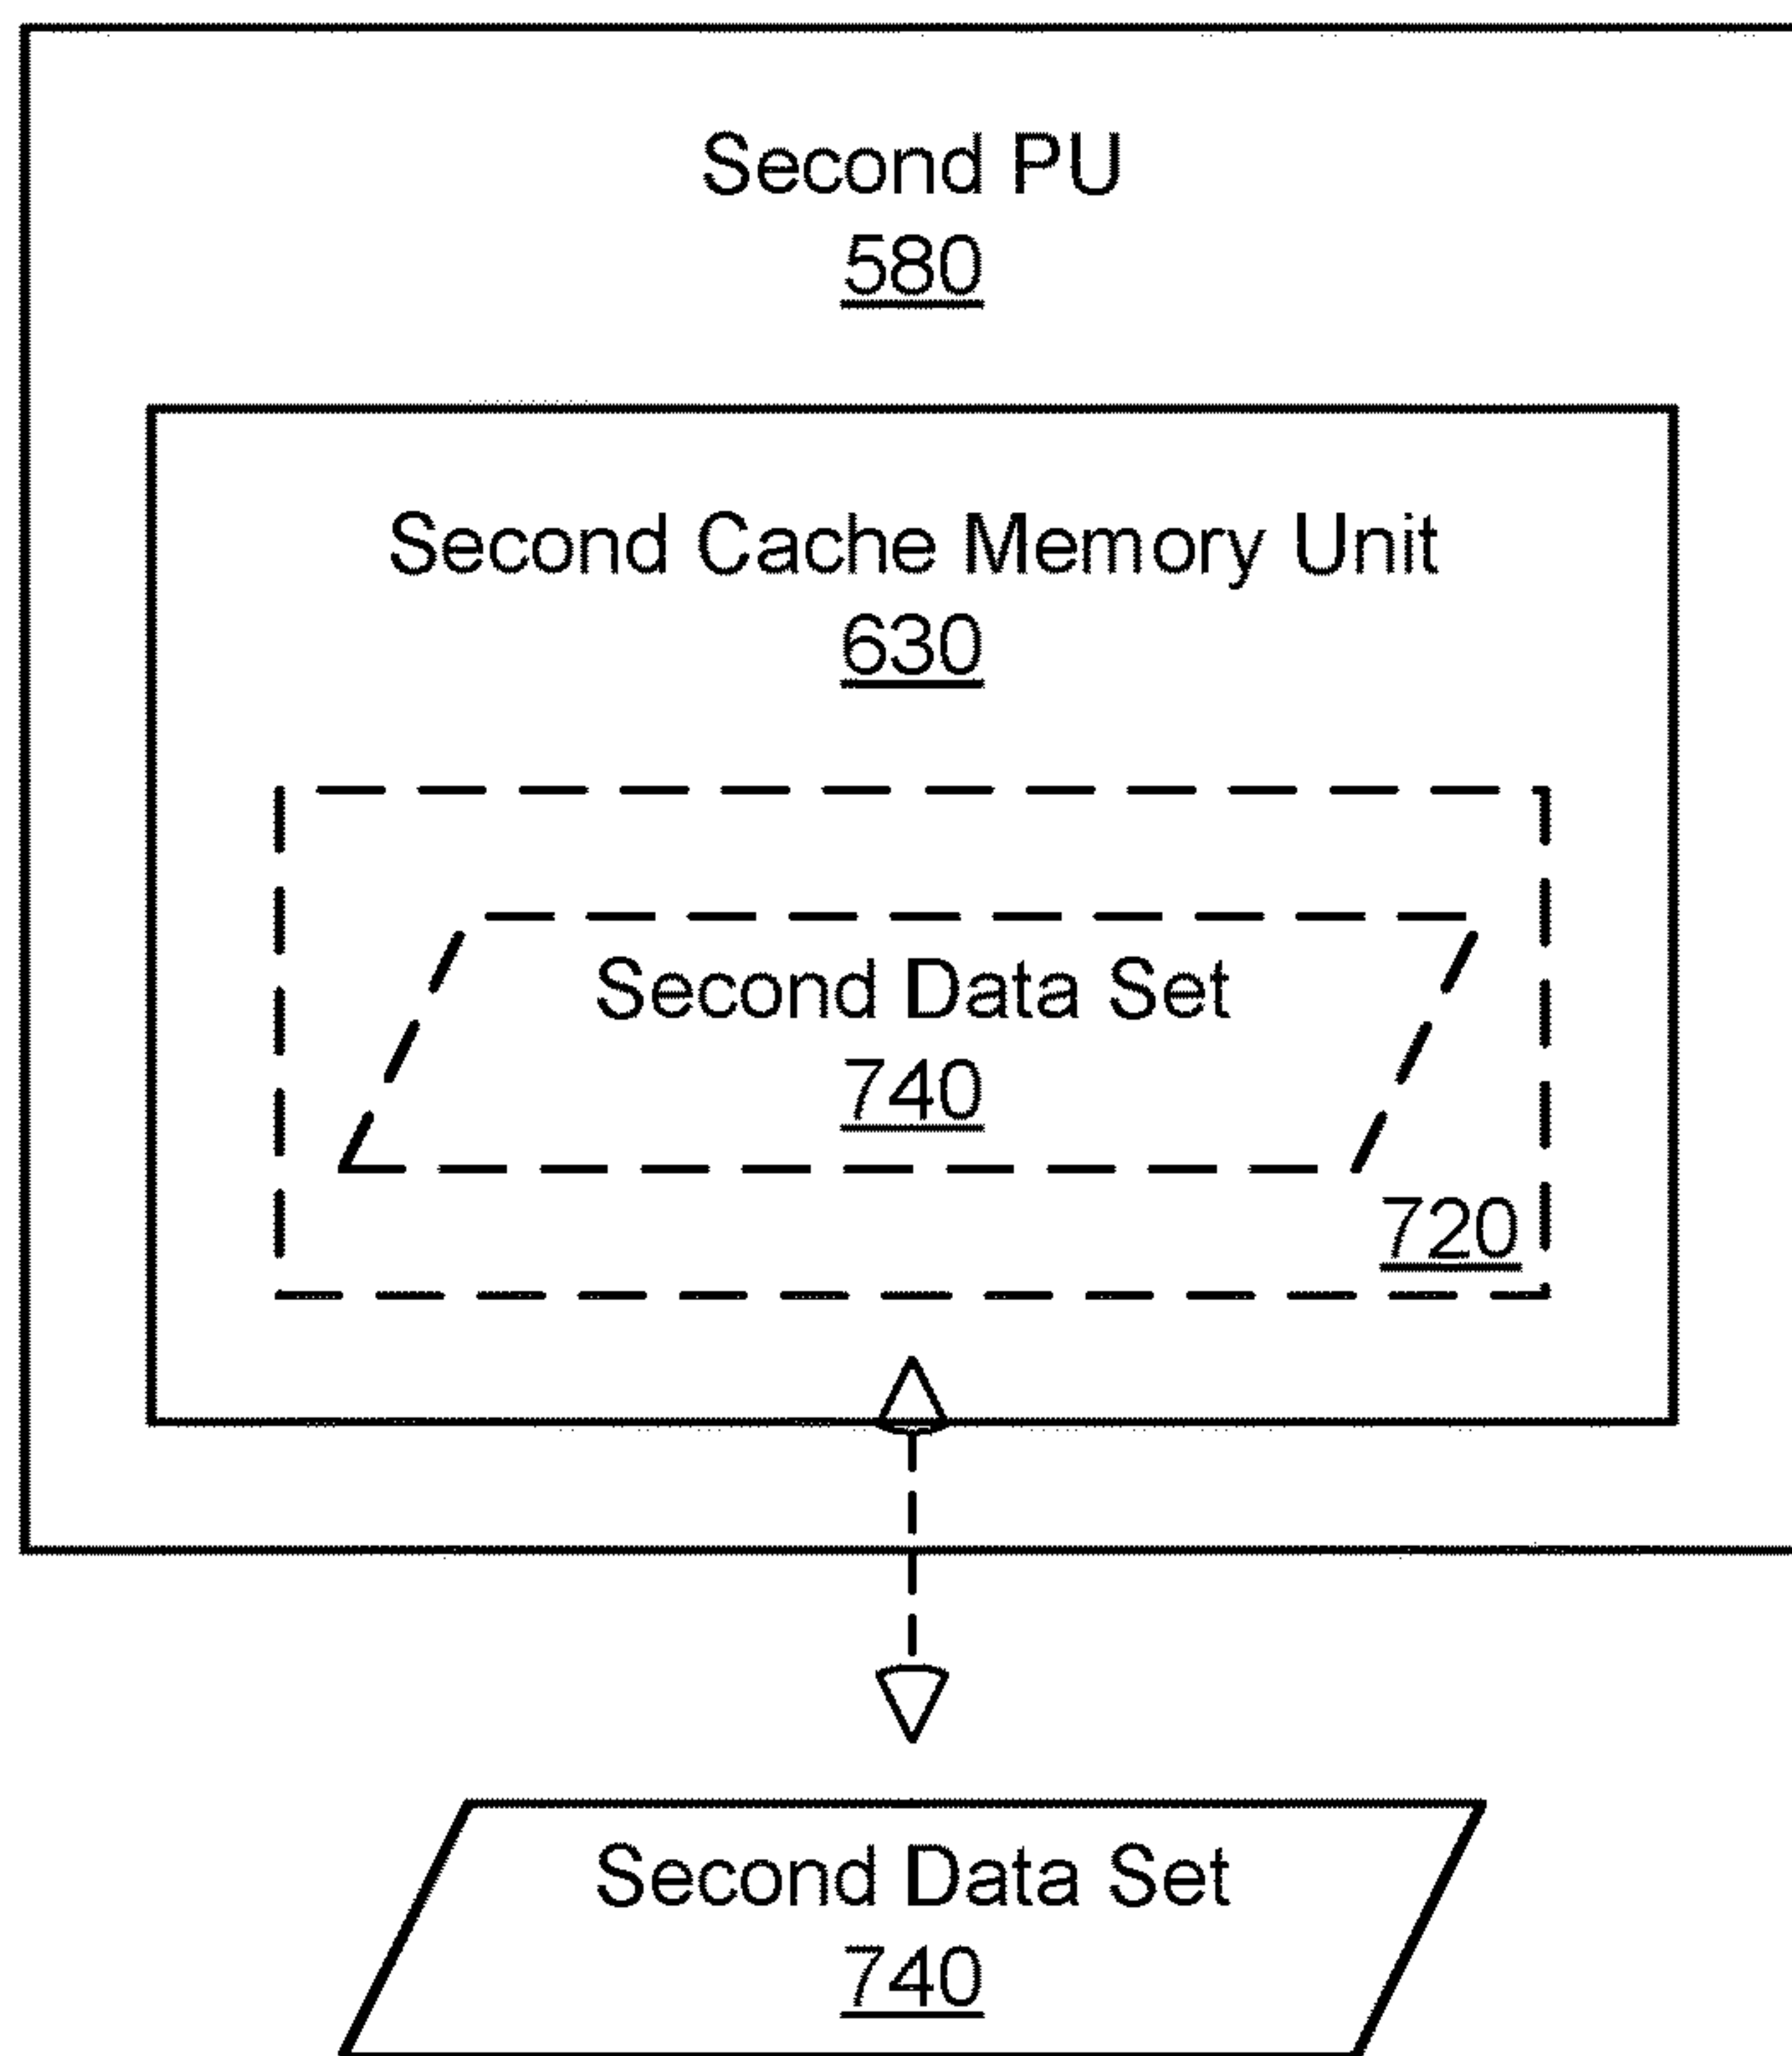 Second PU
580
Second Cache Memory Unit
630
Second Data Set
740
720
Second Data Set
740